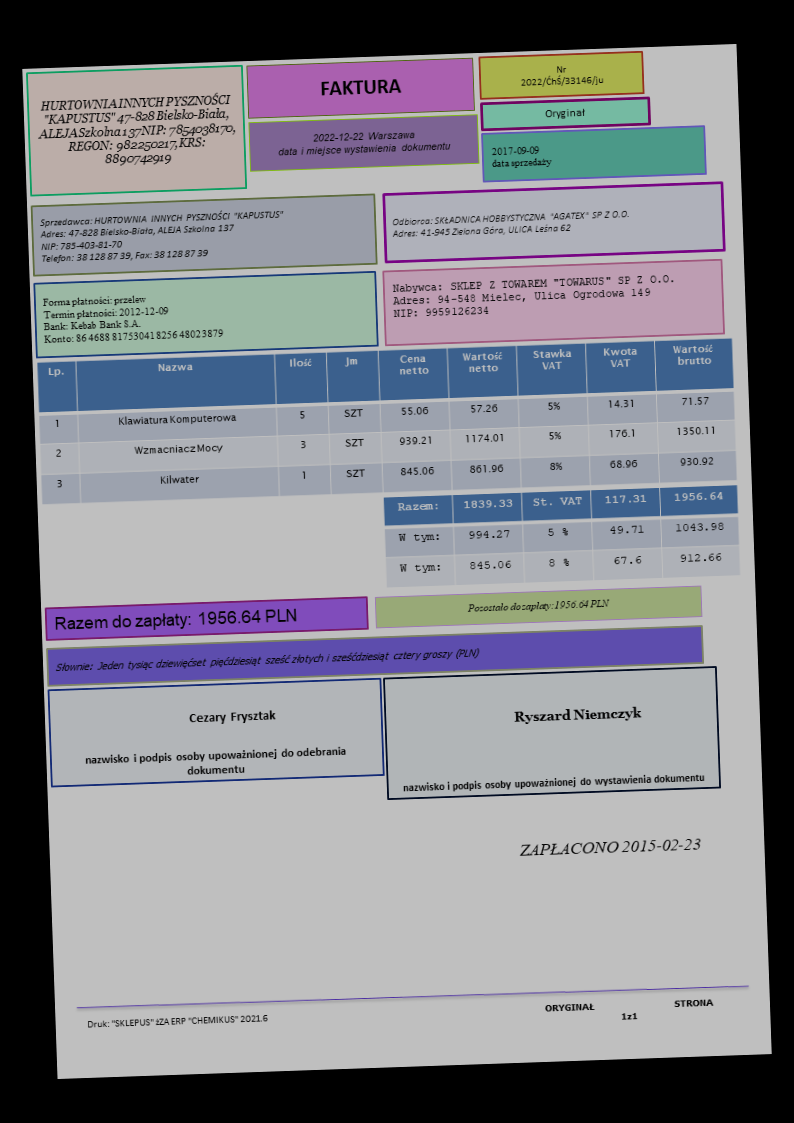 HURTOWNIA INNYCH PYSZNOŚCI
"KAPUSTUS" 47-828 Bielsko-Biała,
ALEJA Szkolna 137 NIP: 7854038170,
REGON: 982250217, KRS:
8890742919
FAKTURA
2022-12-22 Warszawa
data i miejsce wystawienia dokumentu
Nr
2022/ĆhŚ/33146/ju
Oryginał
2017-09-09
data sprzedaży
Sprzedawca: HURTOWNIA INNYCH PYSZNOŚCI "KAPUSTUS"
Adres: 47-828 Bielsko-Biała, ALEJA Szkolna 137
NIP: 785-403-81-70
Telefon: 38 128 87 39, Fax: 38 128 87 39
Odbiorca: SKŁADNICA HOBBYSTYCZNA "AGATEX" SP Z O.O.
Adres: 41-945 Zielona Góra, ULICA Leśna 62
Forma płatności: przelew
Termin płatności: 2012-12-09
Bank: Kebab Bank S.A.
Konto: 86 4688 8175 3041 8256 4802 3879
Nabywca: SKLEP Z TOWAREM "TOWARUS" SP Z O.O.
Adres: 94-548 Mielec, Ulica Ogrodowa 149
NIP: 9959126234
Lp. Nazwa Ilość Jm Cena netto Wartość netto Stawka VAT Kwota VAT Wartość brutto
1 Klawiatura Komputerowa 5 SZT 55.06 57.26 5% 14.31 71.57
2 Wzmacniacz Mocy 3 SZT 939.21 1174.01 5% 176.1 1350.11
3 Kilwater 1 SZT 845.06 861.96 8% 68.96 930.92
Razem: 1839.33 St. VAT 117.31 1956.64
W tym: 994.27 5 % 49.71 1043.98
W tym: 845.06 8 % 67.6 912.66
Razem do zapłaty: 1956.64 PLN
Pozostało do zapłaty: 1956.64 PLN
Słownie: Jeden tysiąc dziewięćset pięćdziesiąt sześć złotych i sześćdziesiąt cztery groszy (PLN)
Cezary Frysztak
nazwisko i podpis osoby upoważnionej do odebrania
dokumentu
Ryszard Niemczyk
nazwisko i podpis osoby upoważnionej do wystawienia dokumentu
ZAPŁACONO 2015-02-23
Druk: "SKLEPUS" ŁZA ERP "CHEMIKUS" 2021.6
ORYGINAŁ
STRONA
1 z 1